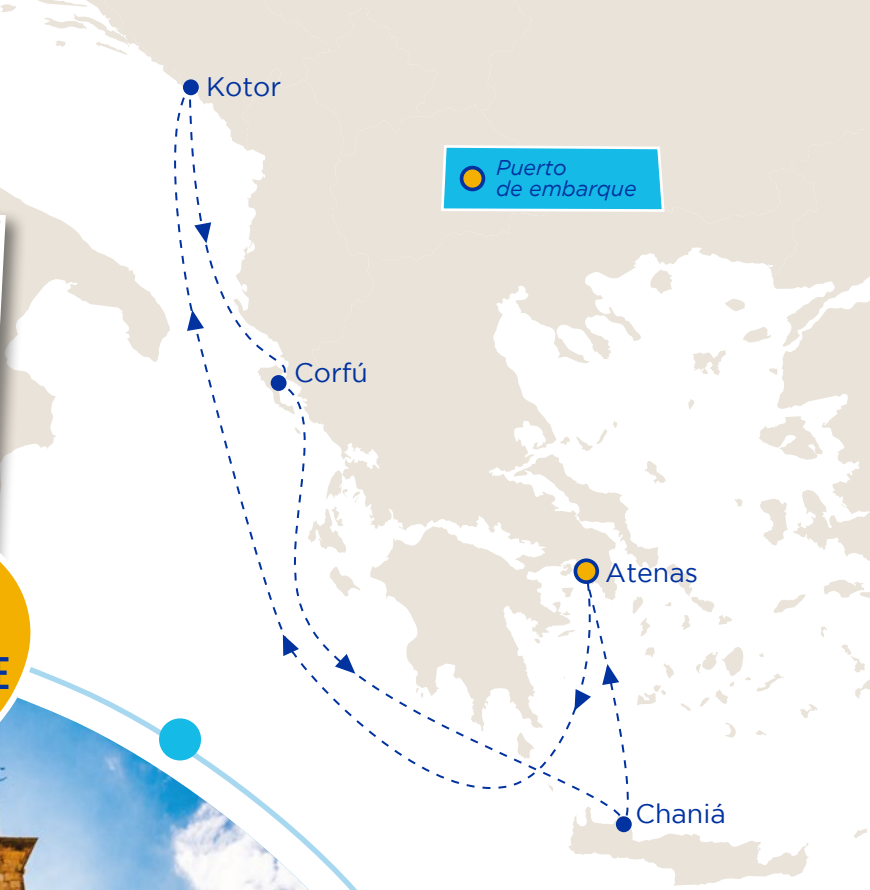 Kotor
Puerto
de embarque
Corfú
Atenas
E
Chaniá